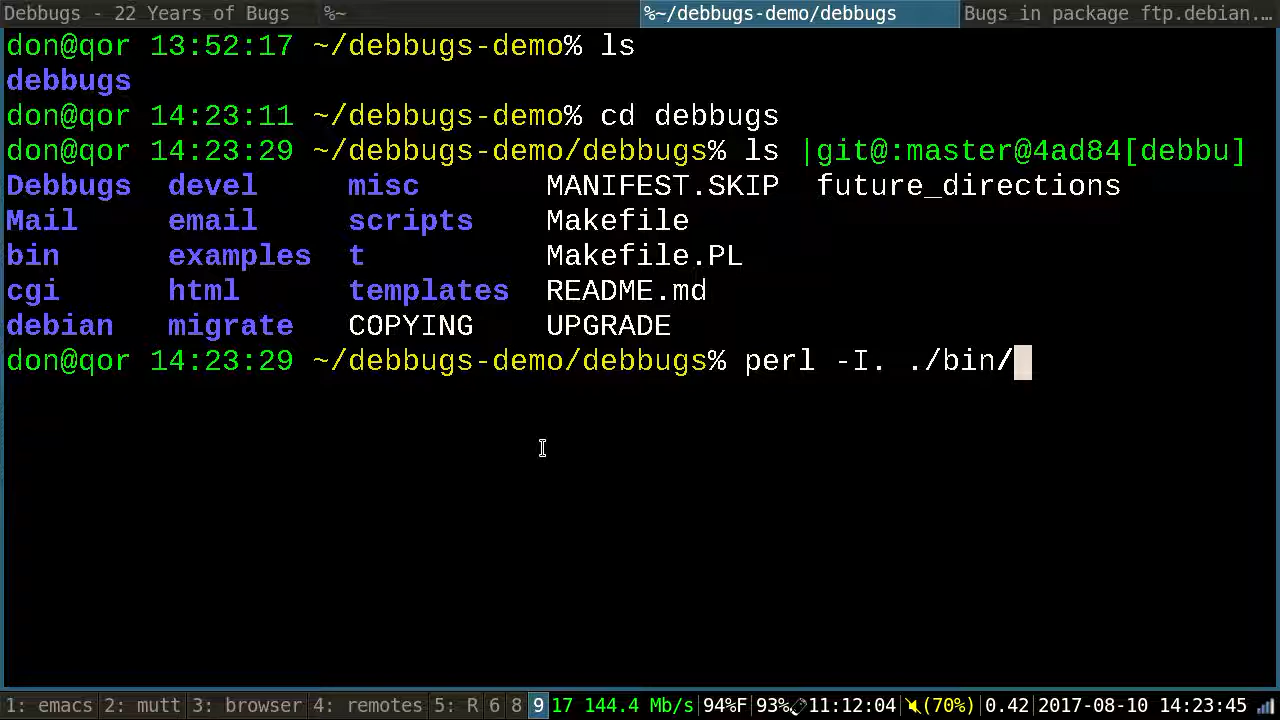 Debbugs - 22 Years of Bugs %~ %~/debbugs-demo/debbugs Bugs in package ftp.debian.…
don@qor 13:52:17 ~/debbugs-demo% ls
debbugs
don@qor 14:23:11 ~/debbugs-demo% cd debbugs
don@qor 14:23:29 ~/debbugs-demo/debbugs% ls |git@:master@4ad84[debbu]
Debbugs devel misc MANIFEST.SKIP future_directions
Mail email scripts Makefile
bin examples t Makefile.PL
cgi html templates README.md
debian migrate COPYING UPGRADE
don@qor 14:23:29 ~/debbugs-demo/debbugs% perl -I. ./bin/
1: emacs 2: mutt 3: browser 4: remotes 5: R 6 8 9 17 144.4 Mb/s 94%F 93% 11:12:04 (70%) 0.42 2017-08-10 14:23:45